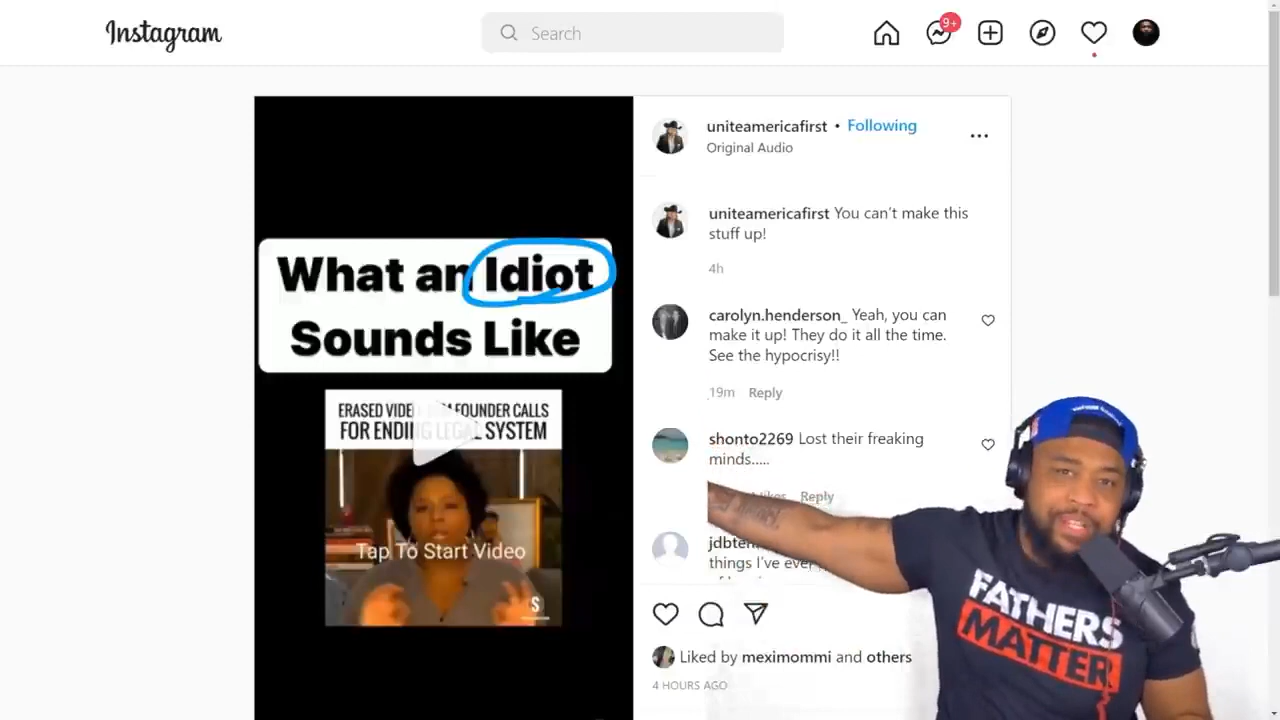 Instagram
Search
9+
uniteamericafirst • Following
Original Audio
What an Idiot
Sounds Like
uniteamericafirst You can't make this
stuff up!
4h
carolyn.henderson_ Yeah, you can
make it up! They do it all the time.
See the hypocrisy!!
19m Reply
ERASED FOUNDER CALLS
FOR ENDING LEGAL SYSTEM
shonto2269 Lost their freaking
minds.....
Reply
Tap To Start Video
things I've
S
FATHERS
MATTER
Liked by meximommi and others
4 HOURS AGO